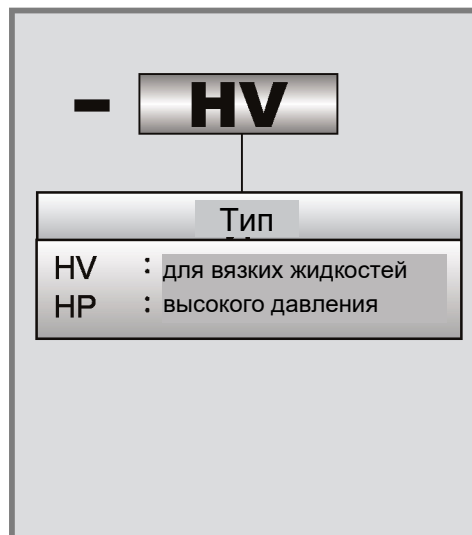 - HV
Тип
HV : для вязких жидкостей
HP : высокого давления